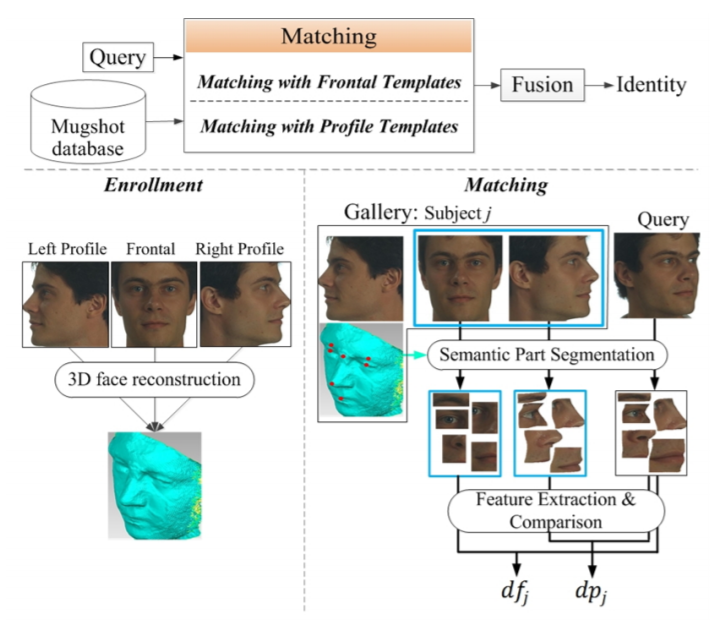 Matching
Query
Matching with Frontal Templates
Fusion
Identity
Mugshot
database
Matching with Profile Templates
Enrollment
Matching
Gallery: Subject j
Query
Left Profile
Frontal
Right Profile
Semantic Part Segmentation
3D face reconstruction
Feature Extraction &
Comparison
df_j
dp_j